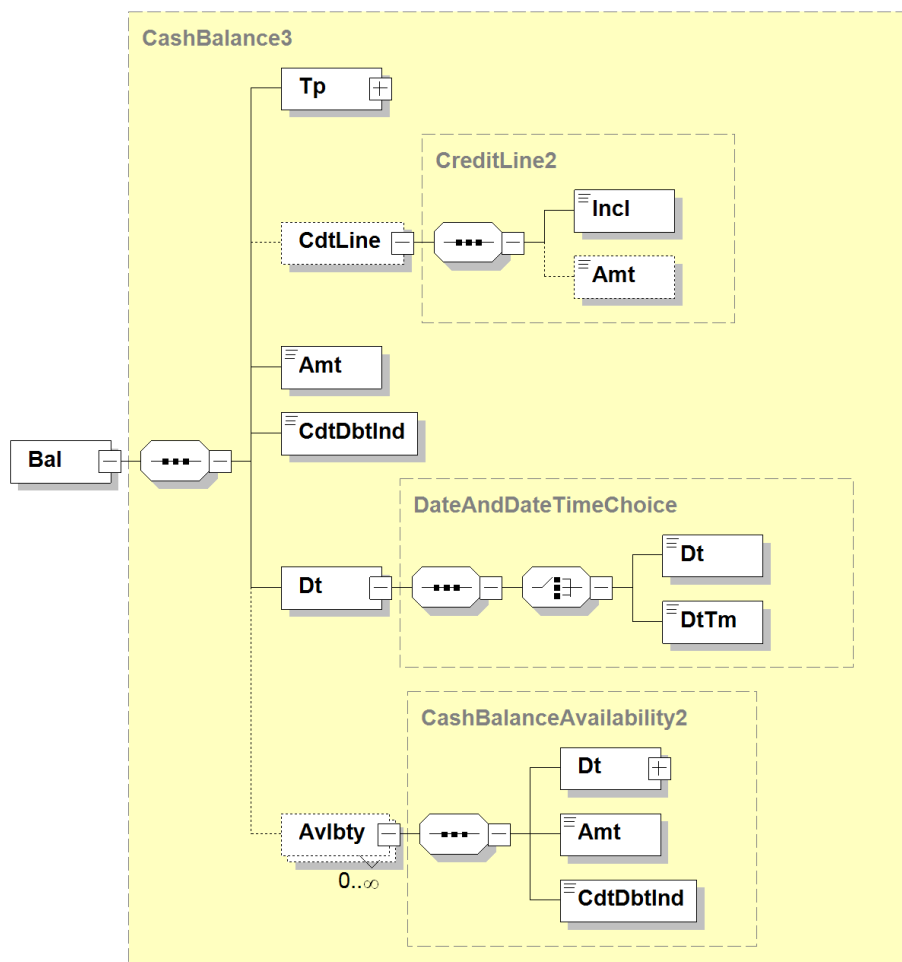 CashBalance3
Tp
CreditLine2
Incl
CdtLine
Amt
Amt
CdtDbtInd
Bal
DateAndDateTimeChoice
Dt
Dt
DtTm
CashBalanceAvailability2
Dt
Avlbty
Amt
0..∞
CdtDbtInd